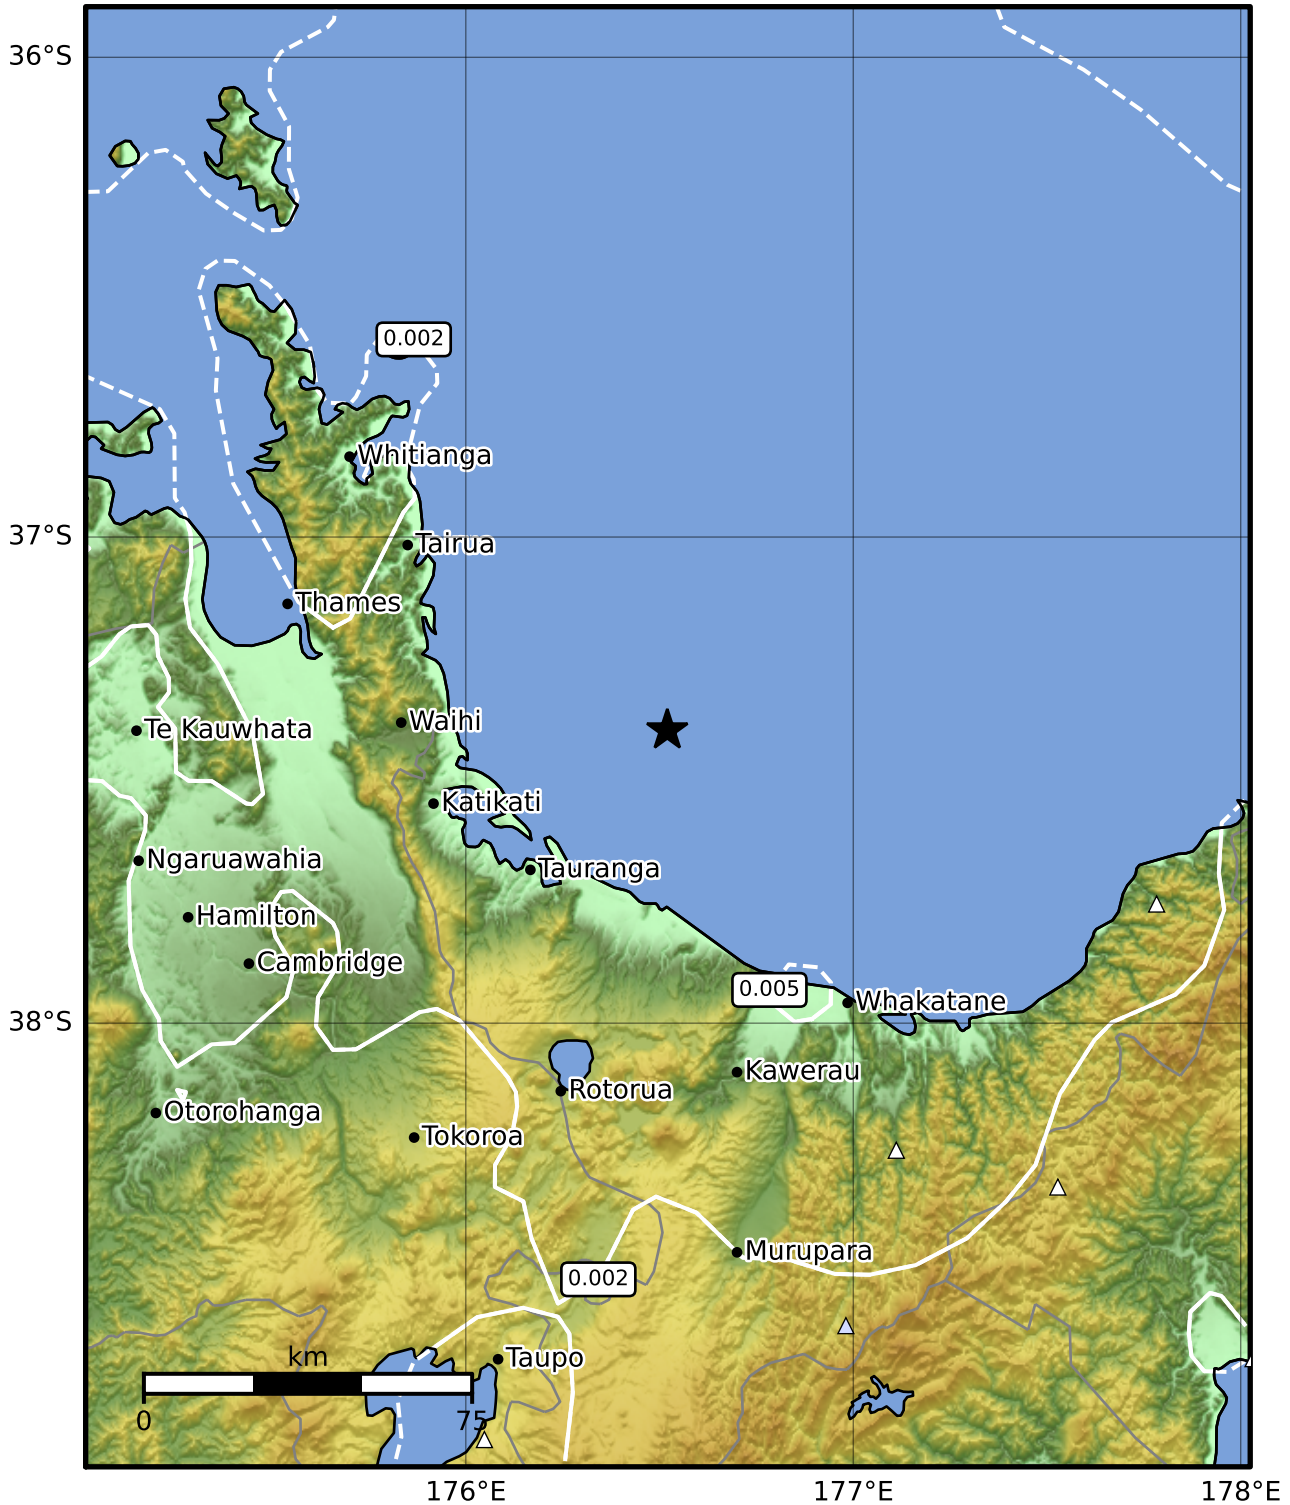 36°S
0.002
Whitianga
37°S
Tairua
Thames
Waihi
Te Kauwhata
Katikati
Ngaruawahia
Tauranga
Hamilton
Cambridge
0.005
Whakatane
38°S
Kawerau
Rotorua
Otorohanga
Tokoroa
Murupara
0.002
km
Taupo
0
75
176°E
177°E
178°E